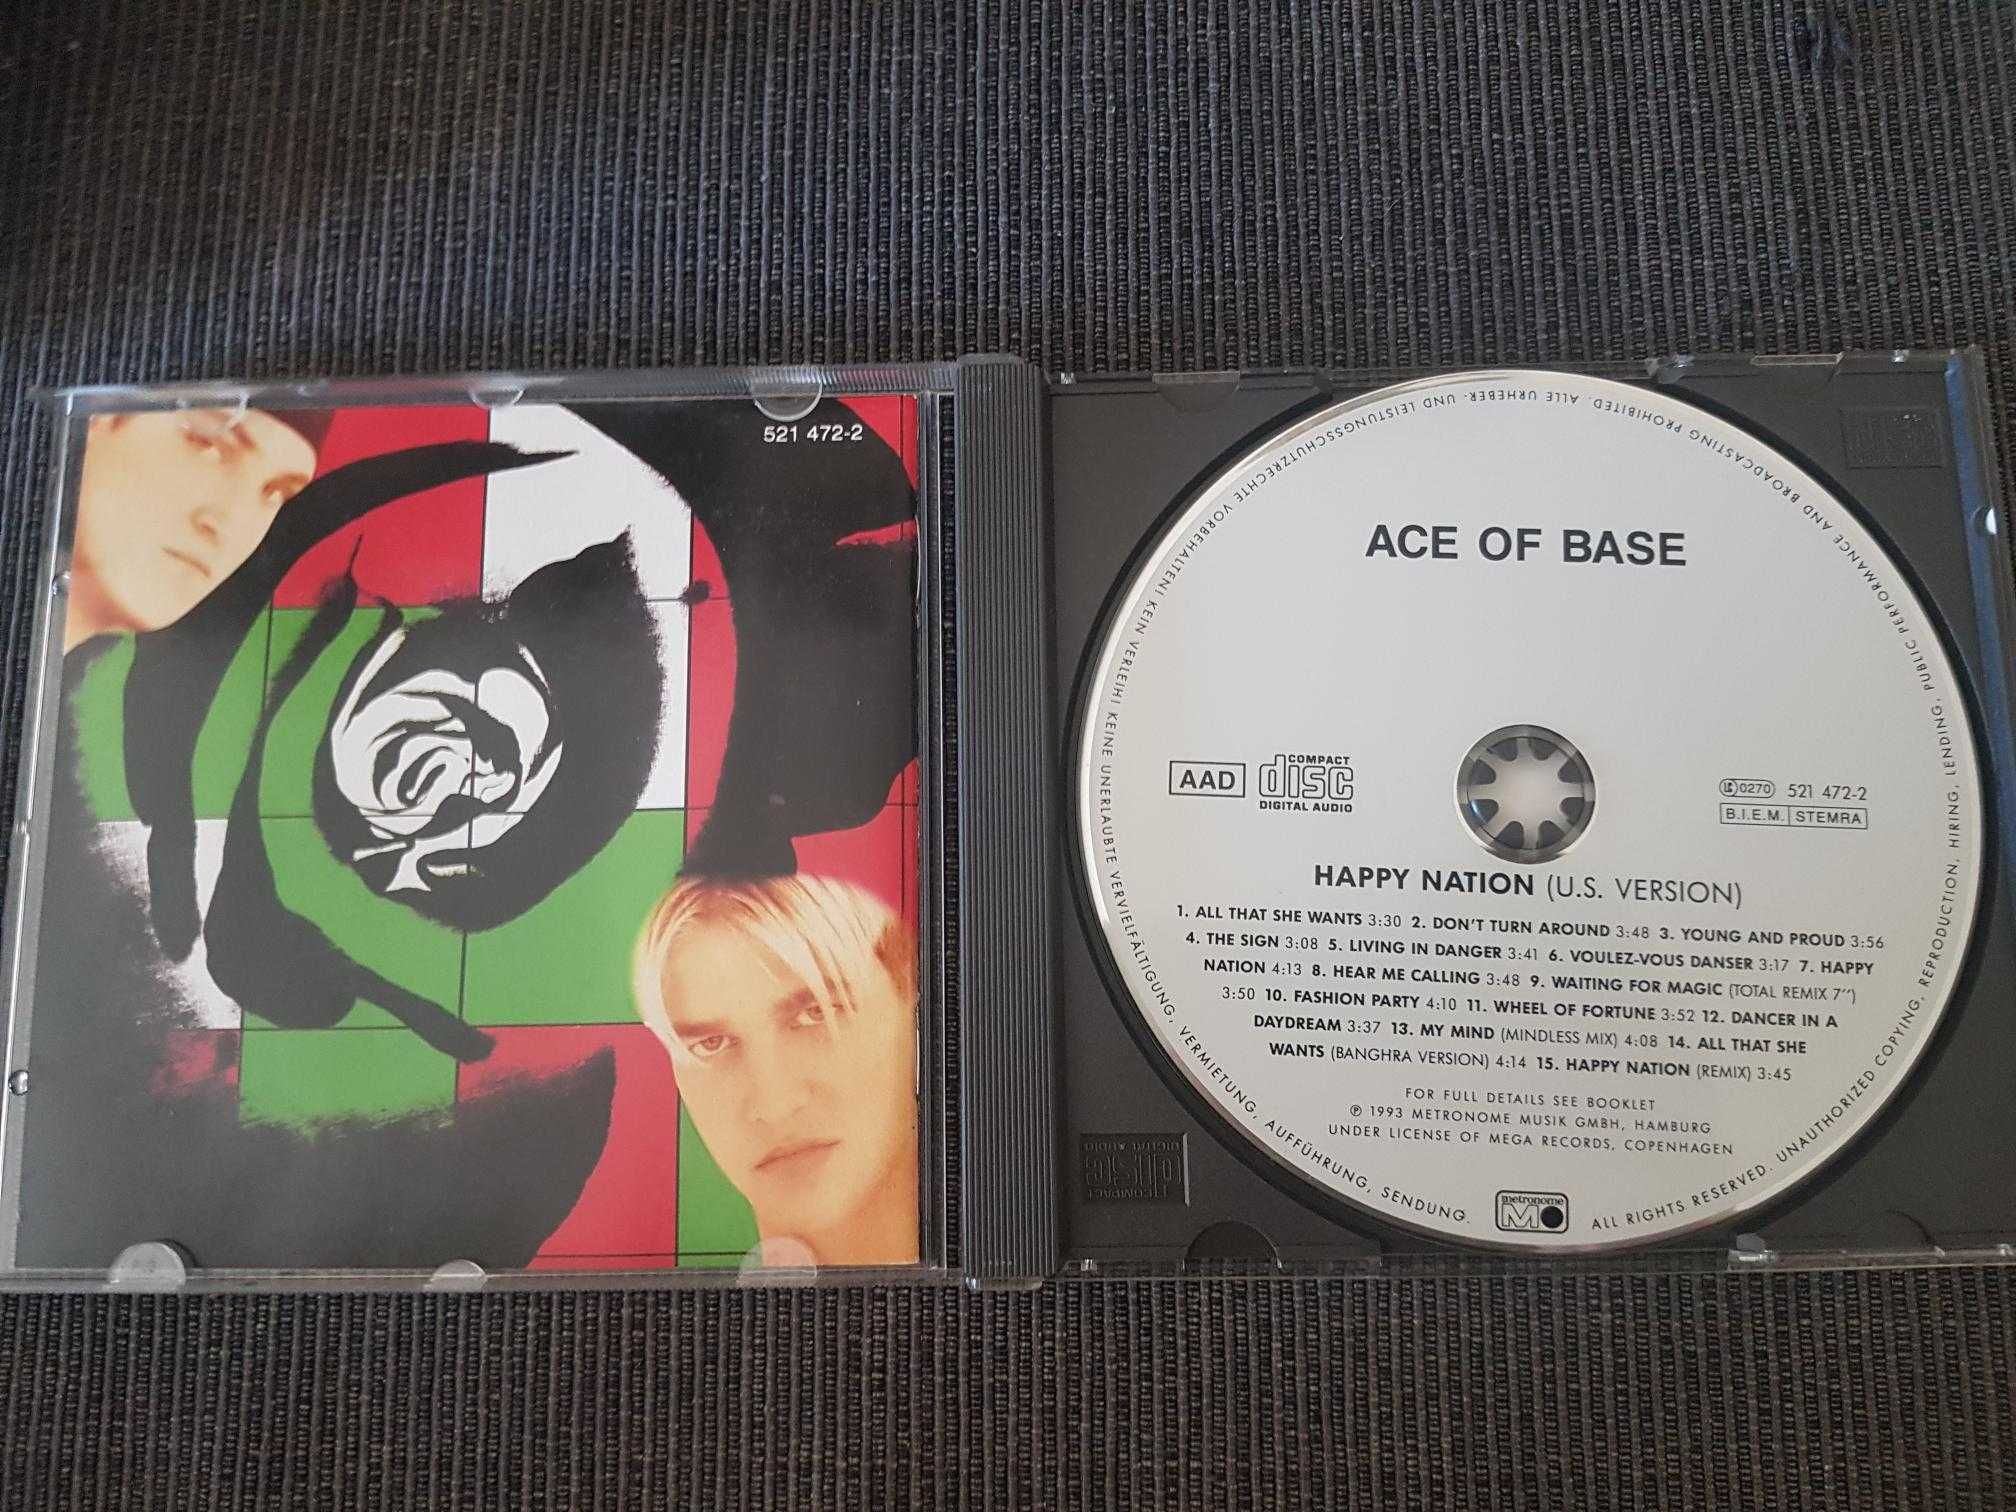 521 472-2
ACE OF BASE
AAD
COMPACT
disc
DIGITAL AUDIO
LC 0270 521 472-2
B.I.E.M. STEMRA
HAPPY NATION (U.S. VERSION)
1. ALL THAT SHE WANTS 3:30 2. DON'T TURN AROUND 3:48 3. YOUNG AND PROUD 3:56
4. THE SIGN 3:08 5. LIVING IN DANGER 3:41 6. VOULEZ-VOUS DANSER 3:17 7. HAPPY
NATION 4:13 8. HEAR ME CALLING 3:48 9. WAITING FOR MAGIC (TOTAL REMIX 7")
3:50 10. FASHION PARTY 4:10 11. WHEEL OF FORTUNE 3:52 12. DANCER IN A
DAYDREAM 3:37 13. MY MIND (MINDLESS MIX) 4:08 14. ALL THAT SHE
WANTS (BANGHRA VERSION) 4:14 15. HAPPY NATION (REMIX) 3:45
FOR FULL DETAILS SEE BOOKLET
℗ 1993 METRONOME MUSIK GMBH, HAMBURG
UNDER LICENSE OF MEGA RECORDS, COPENHAGEN
metronome
ALL RIGHTS RESERVED. UNAUTHORIZED COPYING, REPRODUCTION, HIRING, LENDING, PUBLIC PERFORMANCE AND BROADCASTING PROHIBITED. ALLE URHEBER- UND LEISTUNGSSCHUTZRECHTE VORBEHALTEN! KEIN VERLEIH! KEINE UNERLAUBTE VERVIELFÄLTIGUNG, VERMIETUNG, AUFFÜHRUNG, SENDUNG.
COMPACT
disc
DIGITAL AUDIO